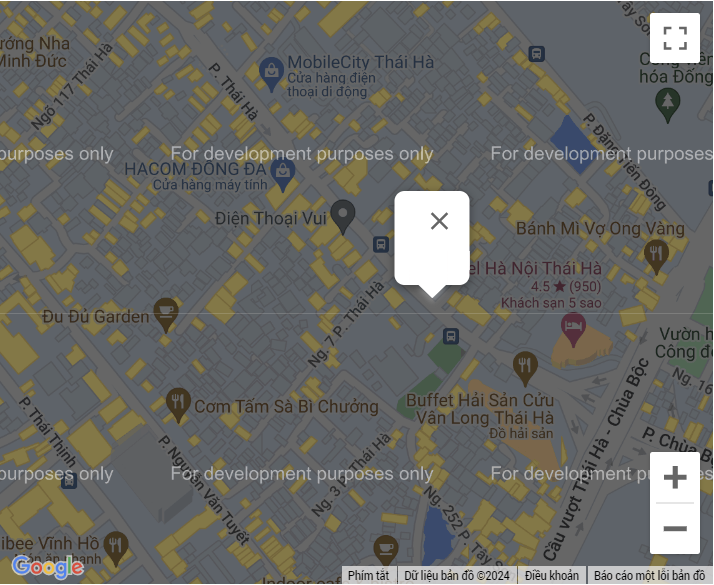 ướng Nha
Minh Đức
Ngõ 117 Thái Hà
P. Thái Hà
MobileCity Thái Hà
Cửa hàng điện
thoại di động
Tây Sơn
hóa Đống
P. Đặng Tiến Đông
purposes only
For development purposes only
For development purposes
HACOM ĐỐNG ĐA
Cửa hàng máy tính
Điện Thoại Vui
Bánh Mì Vợ Ong Vàng
el Hà Nội Thái Hà
4.5 ★ (950)
Khách sạn 5 sao
Đu Đủ Garden
Ng. 7 P. Thái Hà
Vườn h
Công đ
Ng. 16
Buffet Hải Sản Cửu
Vân Long Thái Hà
Đồ hải sản
Cơm Tấm Sà Bì Chưởng
P. Thái Thịnh
P. Nguyễn Văn Tuyết
Ng. 3 P. Thái Hà
P. Chùa B
Cầu vượt Thái Hà - Chùa Bộc
purposes only
For development purposes only
For development purposes
Ng. 252 P. Tây S
ibee Vĩnh Hồ
Indoor caf
Google
Phím tắt
Dữ liệu bản đồ ©2024
Điều khoản
Báo cáo một lỗi bản đồ